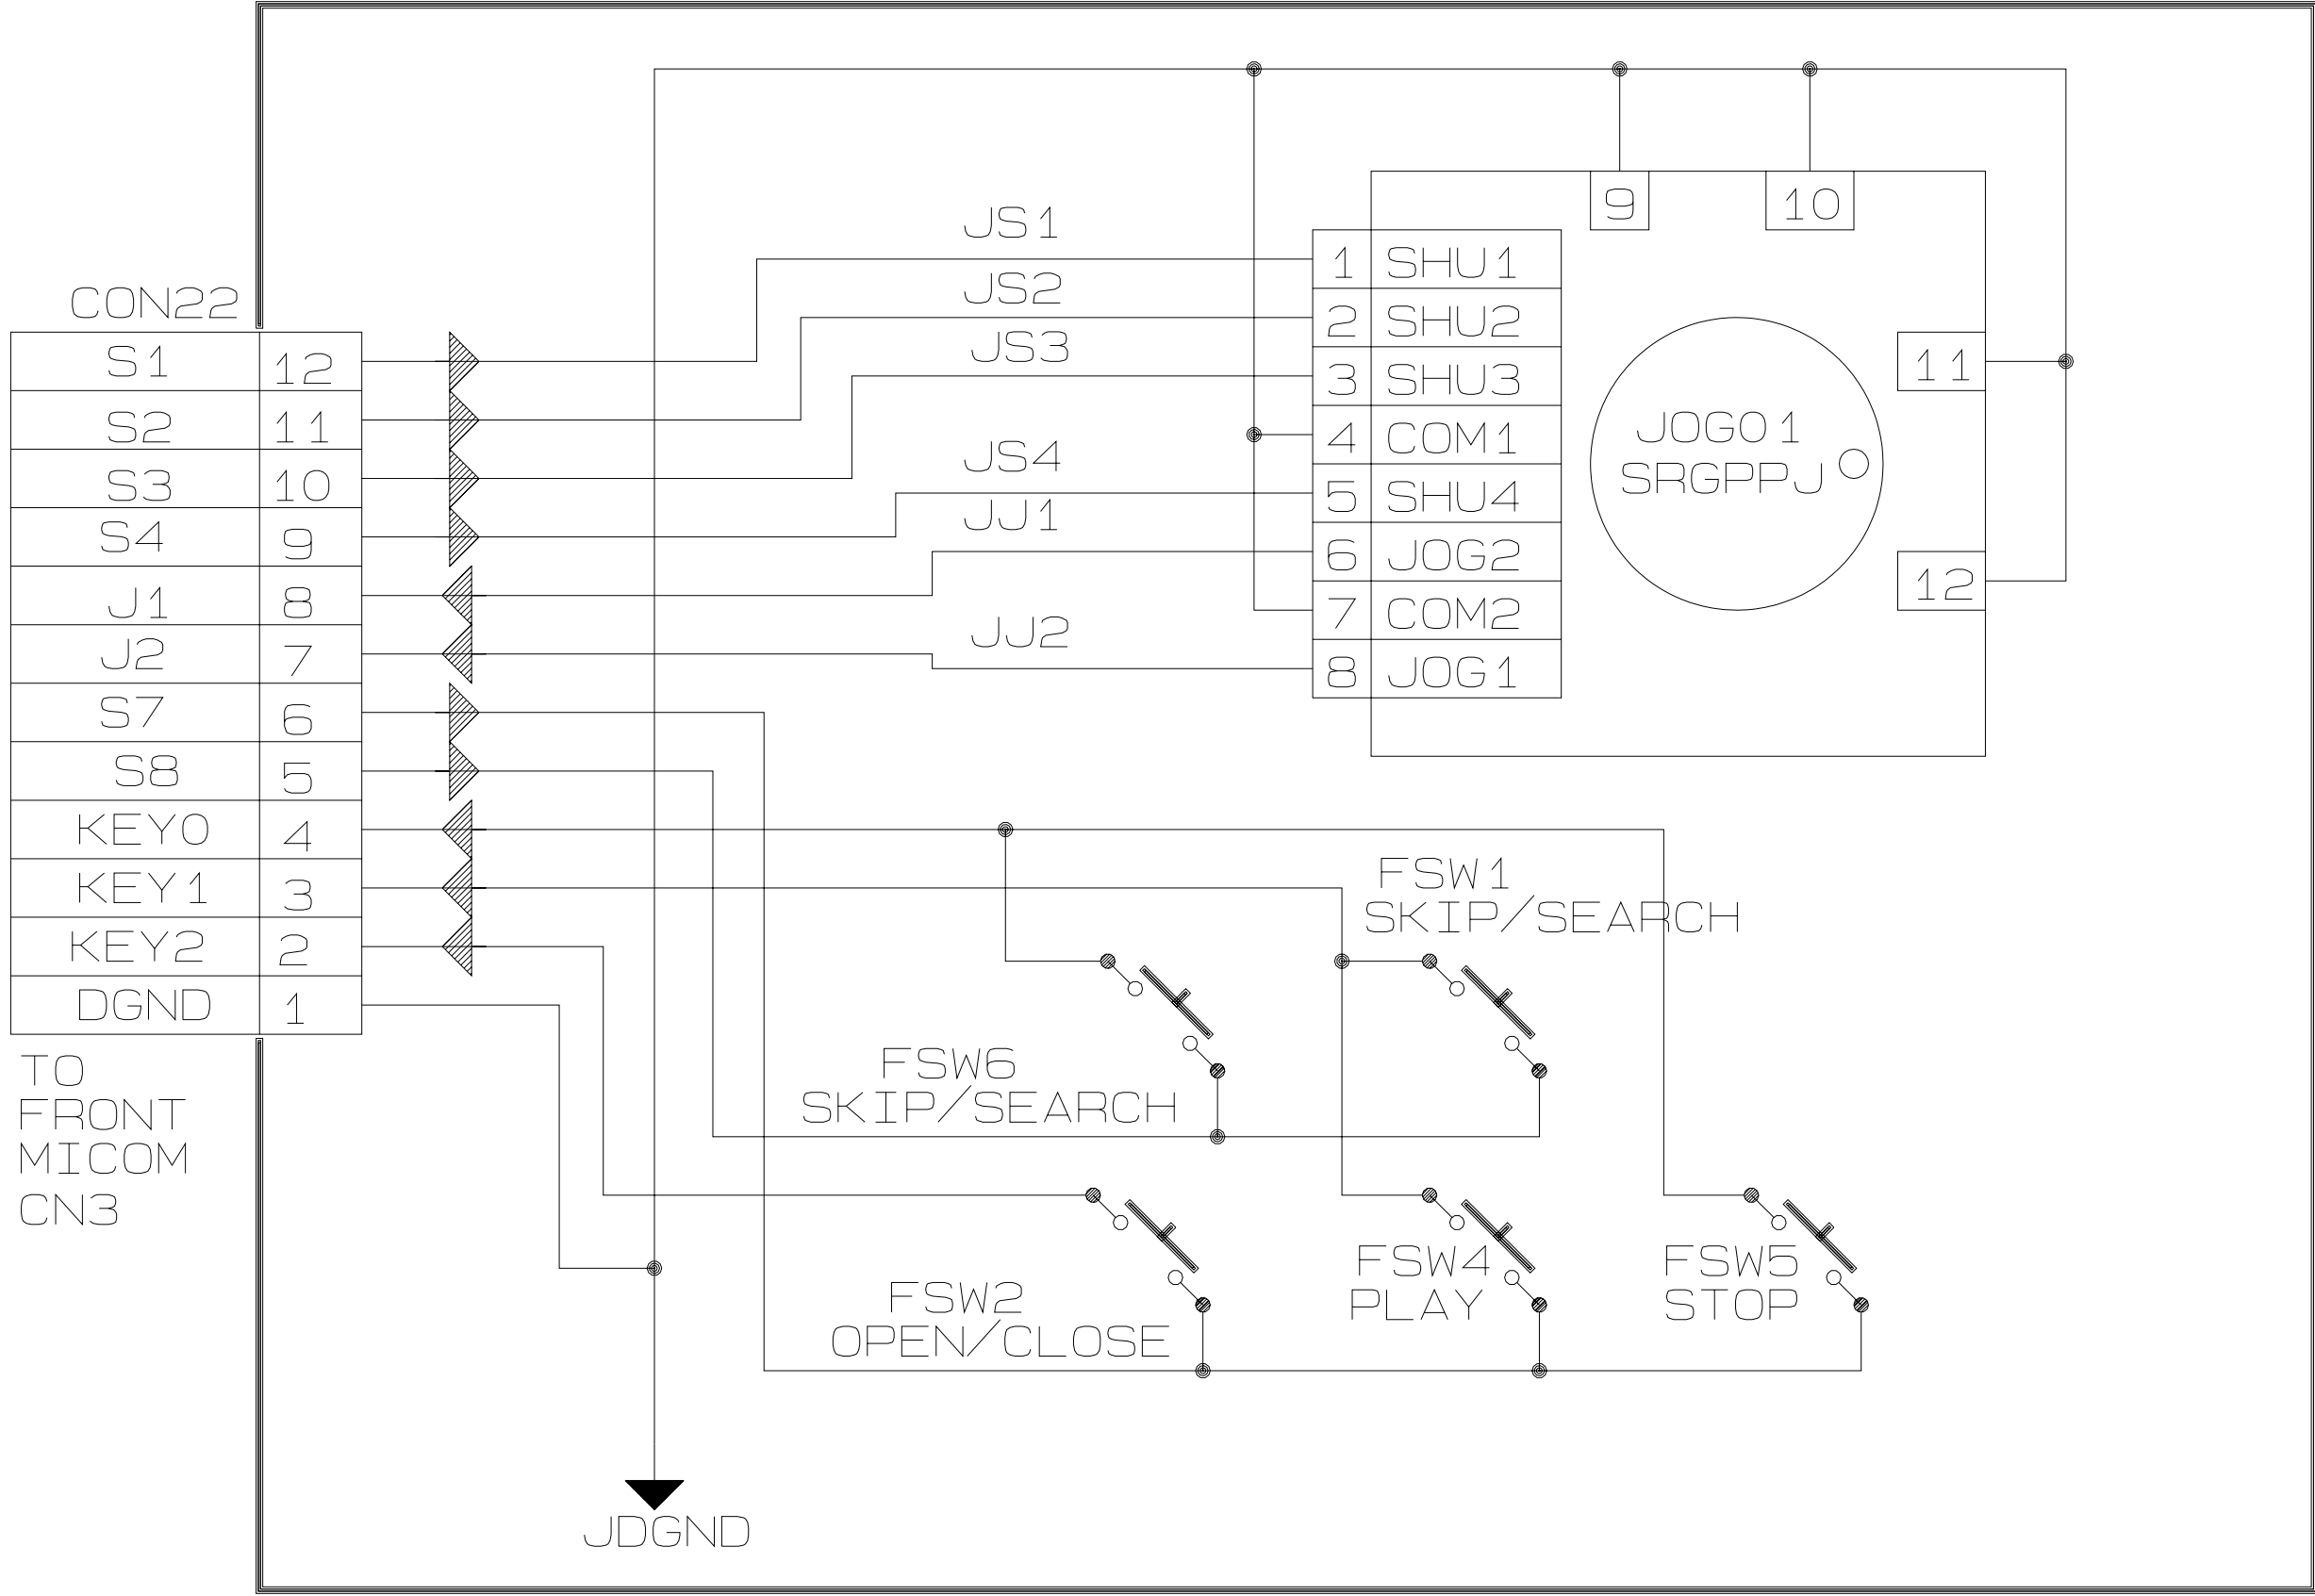 CON22
S1 12
S2 11
S3 10
S4 9
J1 8
J2 7
S7 6
S8 5
KEY0 4
KEY1 3
KEY2 2
DGND 1
TO
FRONT
MICOM
CN3
JS1
JS2
JS3
JS4
JJ1
JJ2
1 SHU1
2 SHU2
3 SHU3
4 COM1
5 SHU4
6 JOG2
7 COM2
8 JOG1
9
10
11
12
JOG01
SRGPPJ
FSW1
SKIP/SEARCH
FSW6
SKIP/SEARCH
FSW2
OPEN/CLOSE
FSW4
PLAY
FSW5
STOP
JDGND